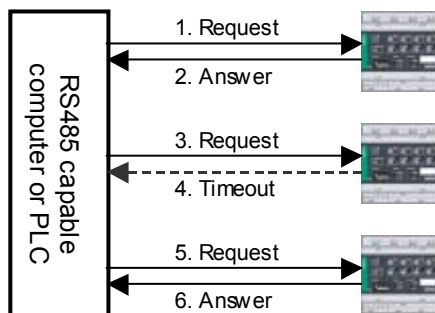 RS485 capable
computer or PLC
1. Request
2. Answer
3. Request
4. Timeout
5. Request
6. Answer